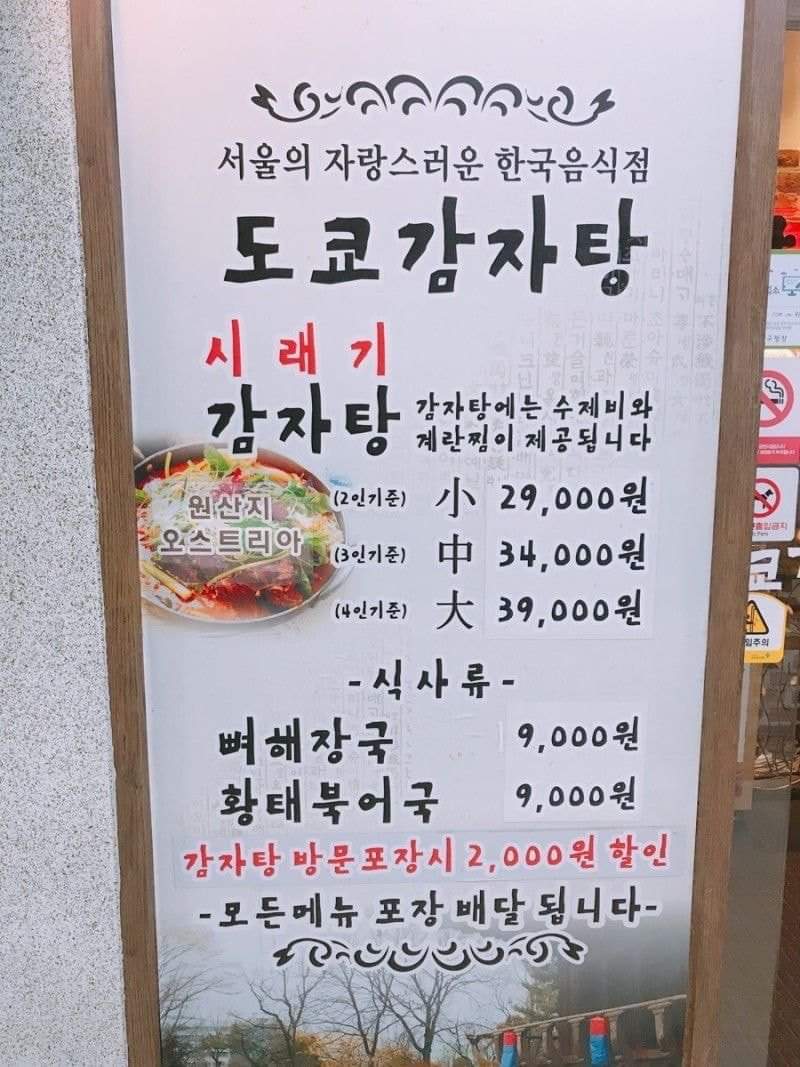 서울의 자랑스러운 한국음식점
도쿄감자탕
시래기
감자탕
감자탕에는 수제비와
계란찜이 제공됩니다
원산지
오스트리아
(2인기준) 小 29,000원
(3인기준) 中 34,000원
(4인기준) 大 39,000원
-식사류-
뼈해장국 9,000원
황태북어국 9,000원
감자탕 방문포장시 2,000원 할인
-모든메뉴 포장 배달 됩니다-